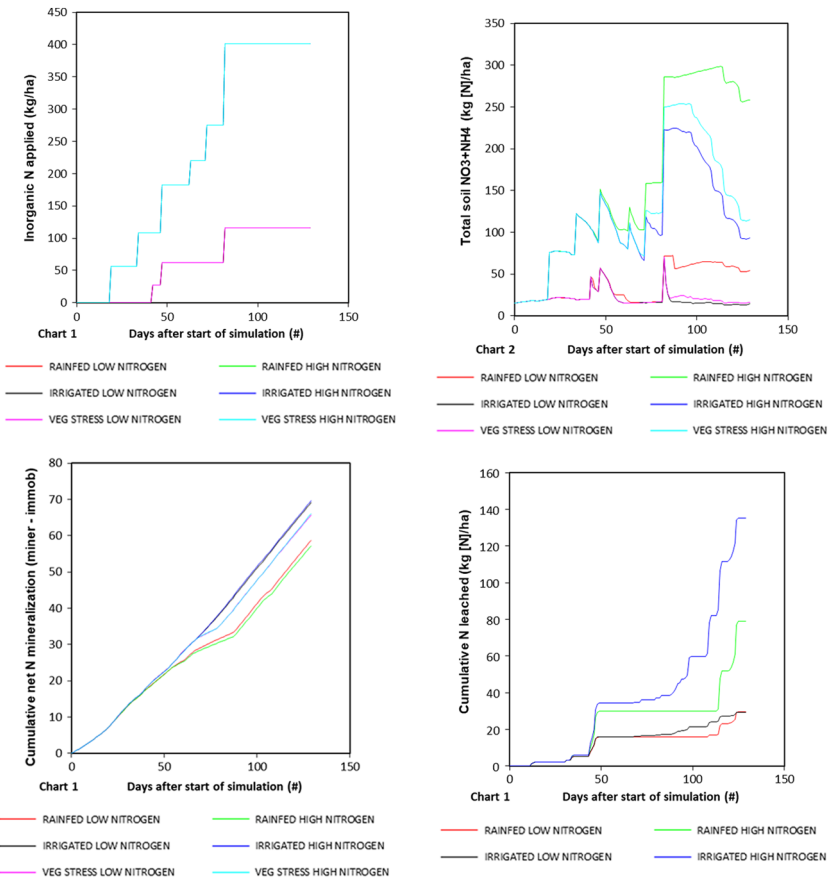 Inorganic N applied (kg/ha)
450
400
350
300
250
200
150
100
50
0
0 50 100 150
Chart 1 Days after start of simulation (#)
RAINFED LOW NITROGEN RAINFED HIGH NITROGEN
IRRIGATED LOW NITROGEN IRRIGATED HIGH NITROGEN
VEG STRESS LOW NITROGEN VEG STRESS HIGH NITROGEN
Total soil NO3+NH4 (kg [N]/ha)
350
300
250
200
150
100
50
0
0 50 100 150
Chart 2 Days after start of simulation (#)
RAINFED LOW NITROGEN RAINFED HIGH NITROGEN
IRRIGATED LOW NITROGEN IRRIGATED HIGH NITROGEN
VEG STRESS LOW NITROGEN VEG STRESS HIGH NITROGEN
Cumulative net N mineralization (miner - immob)
80
70
60
50
40
30
20
10
0
0 50 100 150
Chart 1 Days after start of simulation (#)
RAINFED LOW NITROGEN RAINFED HIGH NITROGEN
IRRIGATED LOW NITROGEN IRRIGATED HIGH NITROGEN
VEG STRESS LOW NITROGEN VEG STRESS HIGH NITROGEN
Cumulative N leached (kg [N]/ha)
160
140
120
100
80
60
40
20
0
0 50 100 150
Chart 1 Days after start of simulation (#)
RAINFED LOW NITROGEN RAINFED HIGH NITROGEN
IRRIGATED LOW NITROGEN IRRIGATED HIGH NITROGEN